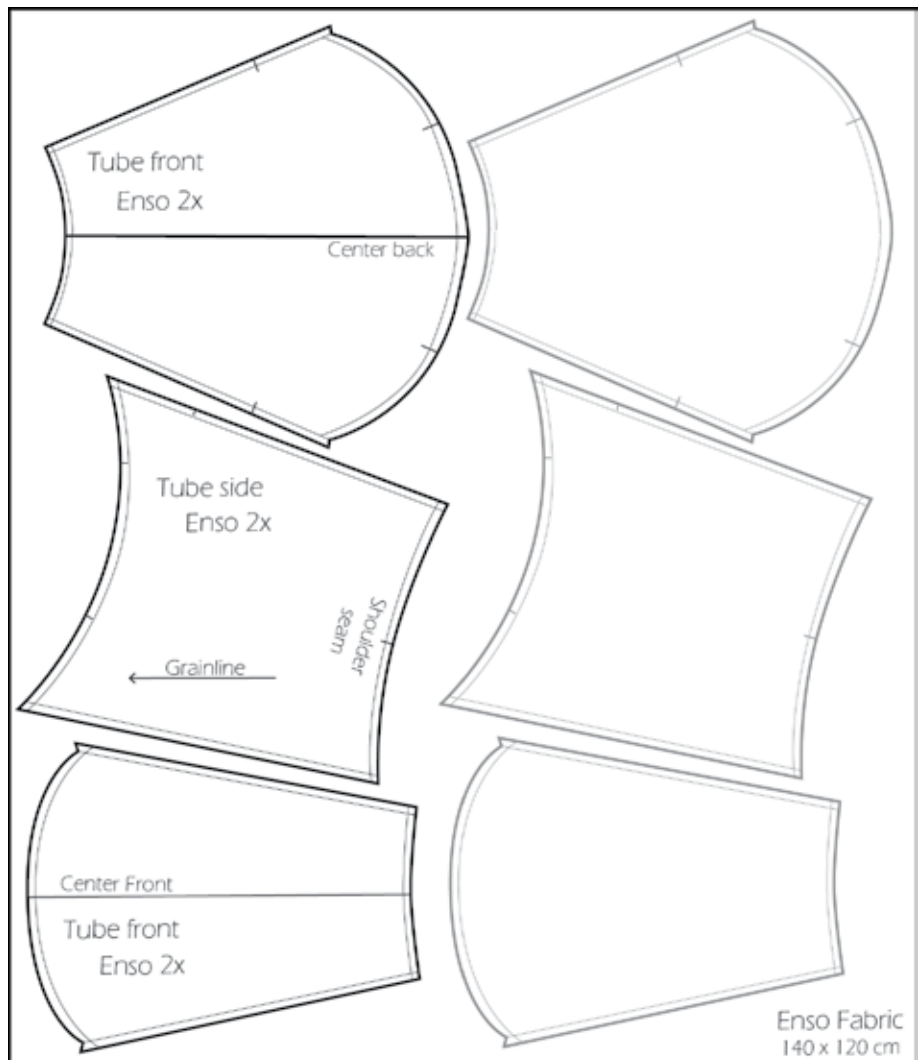 Tube front
Enso 2x
Center back
Tube side
Enso 2x
Shoulder
seam
Grainline
Center Front
Tube front
Enso 2x
Enso Fabric
140 x 120 cm